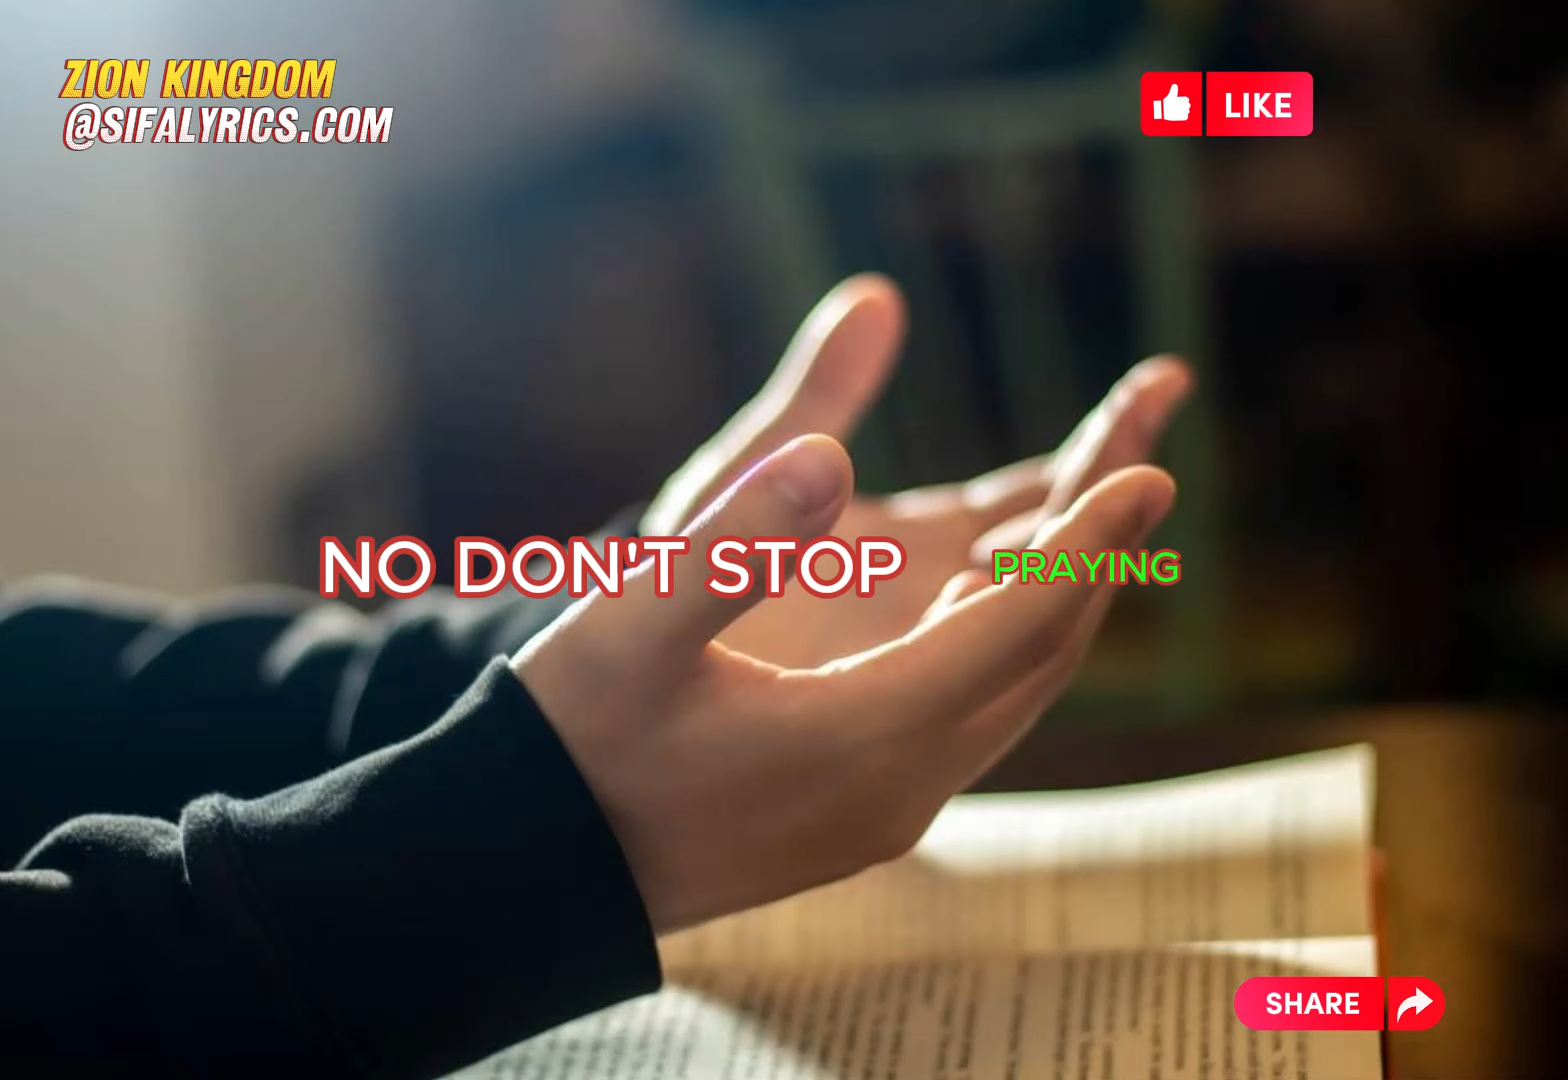 ZION KINGDOM
@SIFALYRICS.COM
LIKE
NO DON'T STOP PRAYING
SHARE